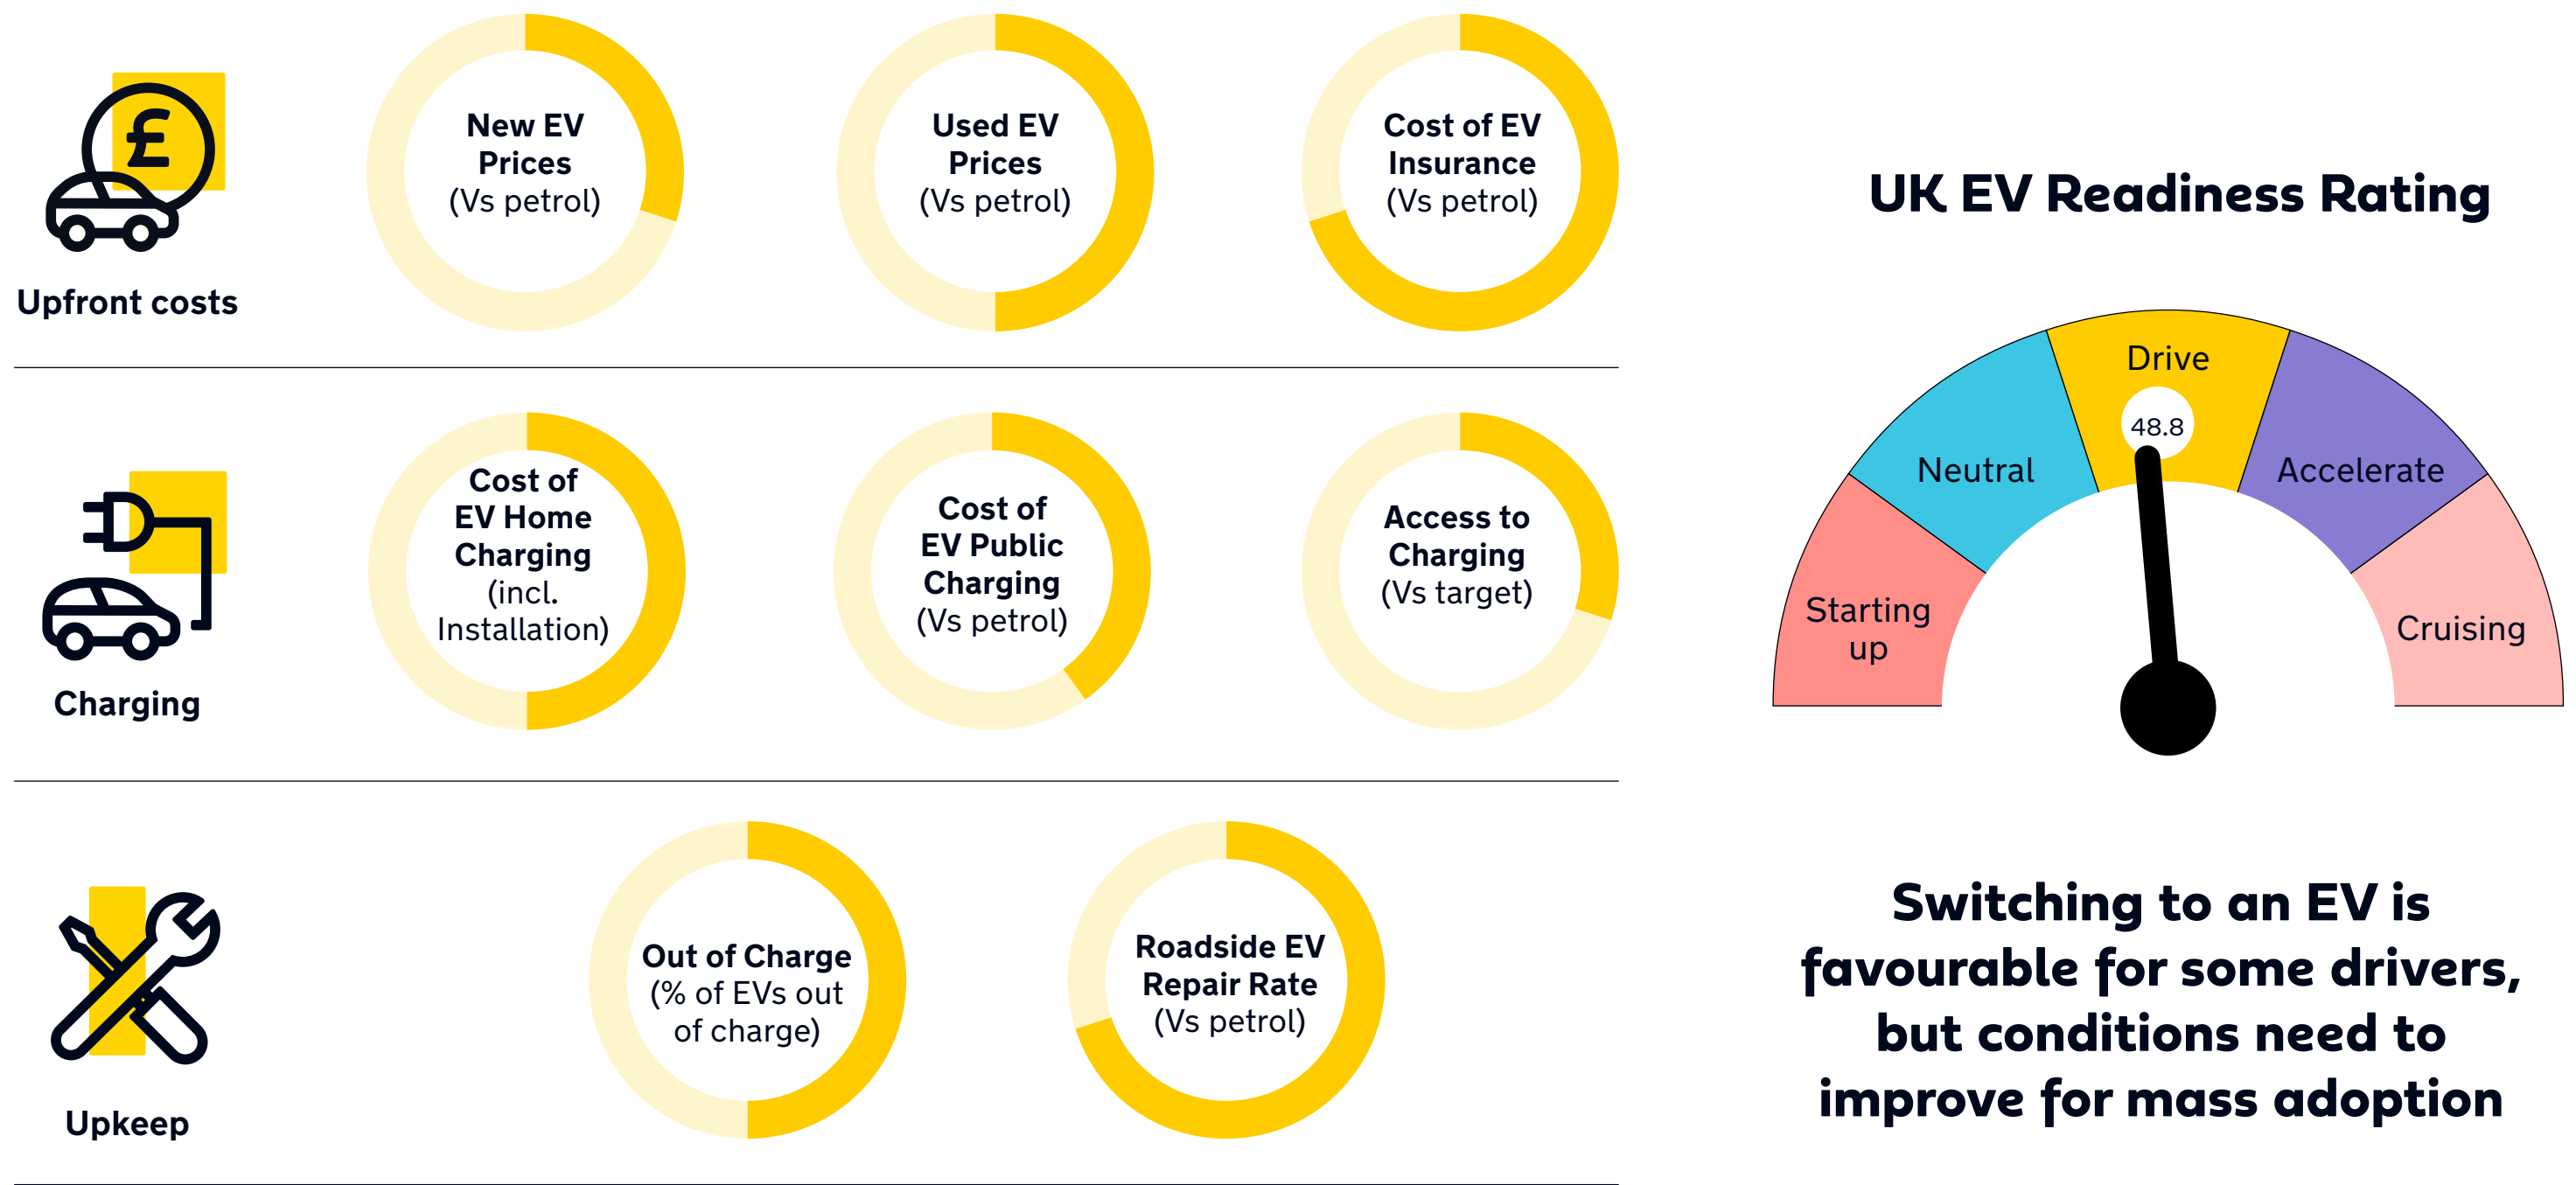 £
Upfront costs
New EV
Prices
(Vs petrol)
Used EV
Prices
(Vs petrol)
Cost of EV
Insurance
(Vs petrol)
Charging
Cost of
EV Home
Charging
(incl.
Installation)
Cost of
EV Public
Charging
(Vs petrol)
Access to
Charging
(Vs target)
Upkeep
Out of Charge
(% of EVs out
of charge)
Roadside EV
Repair Rate
(Vs petrol)
UK EV Readiness Rating
Starting
up
Neutral
Drive
48.8
Accelerate
Cruising
Switching to an EV is
favourable for some drivers,
but conditions need to
improve for mass adoption